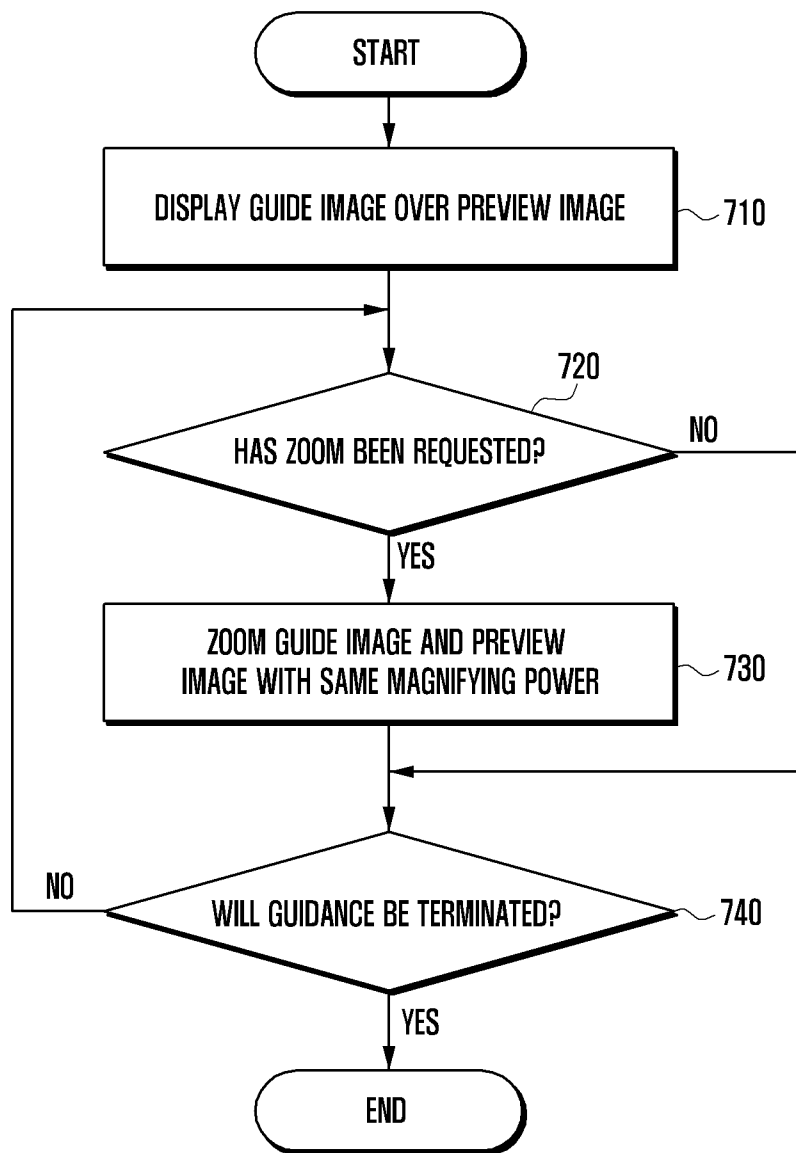 START
DISPLAY GUIDE IMAGE OVER PREVIEW IMAGE
710
720
HAS ZOOM BEEN REQUESTED?
NO
YES
ZOOM GUIDE IMAGE AND PREVIEW
IMAGE WITH SAME MAGNIFYING POWER
730
NO
WILL GUIDANCE BE TERMINATED?
740
YES
END